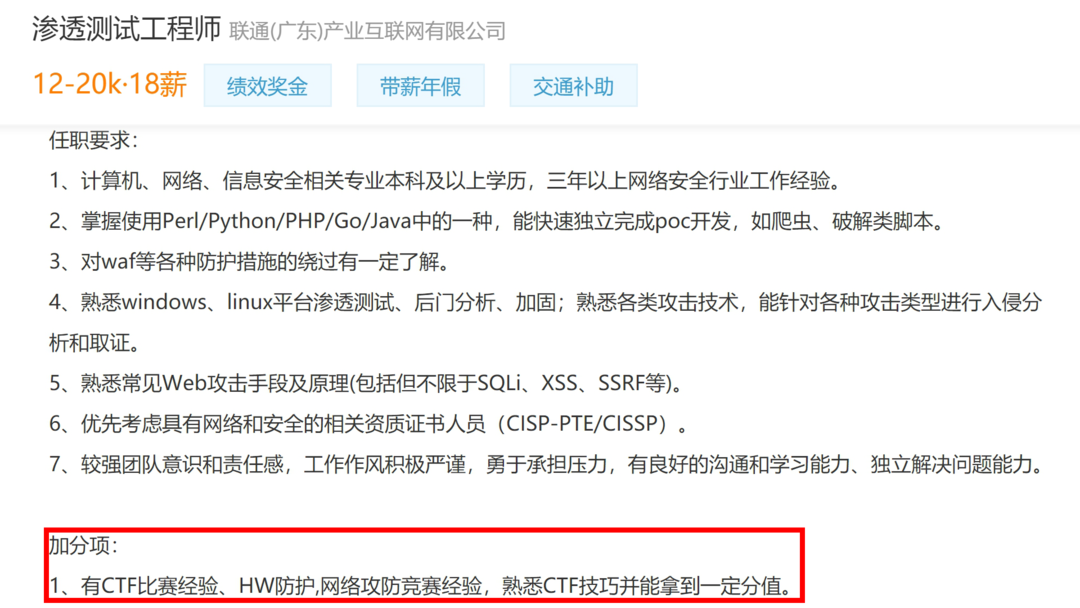 渗透测试工程师 联通(广东)产业互联网有限公司
12-20k·18薪 绩效奖金 带薪年假 交通补助
任职要求：
1、计算机、网络、信息安全相关专业本科及以上学历，三年以上网络安全行业工作经验。
2、掌握使用Perl/Python/PHP/Go/Java中的一种，能快速独立完成poc开发，如爬虫、破解类脚本。
3、对waf等各种防护措施的绕过有一定了解。
4、熟悉windows、linux平台渗透测试、后门分析、加固；熟悉各类攻击技术，能针对各种攻击类型进行入侵分
析和取证。
5、熟悉常见Web攻击手段及原理(包括但不限于SQLi、XSS、SSRF等)。
6、优先考虑具有网络和安全的相关资质证书人员（CISP-PTE/CISSP）。
7、较强团队意识和责任感，工作作风积极严谨，勇于承担压力，有良好的沟通和学习能力、独立解决问题能力。
加分项：
1、有CTF比赛经验、HW防护,网络攻防竞赛经验，熟悉CTF技巧并能拿到一定分值。